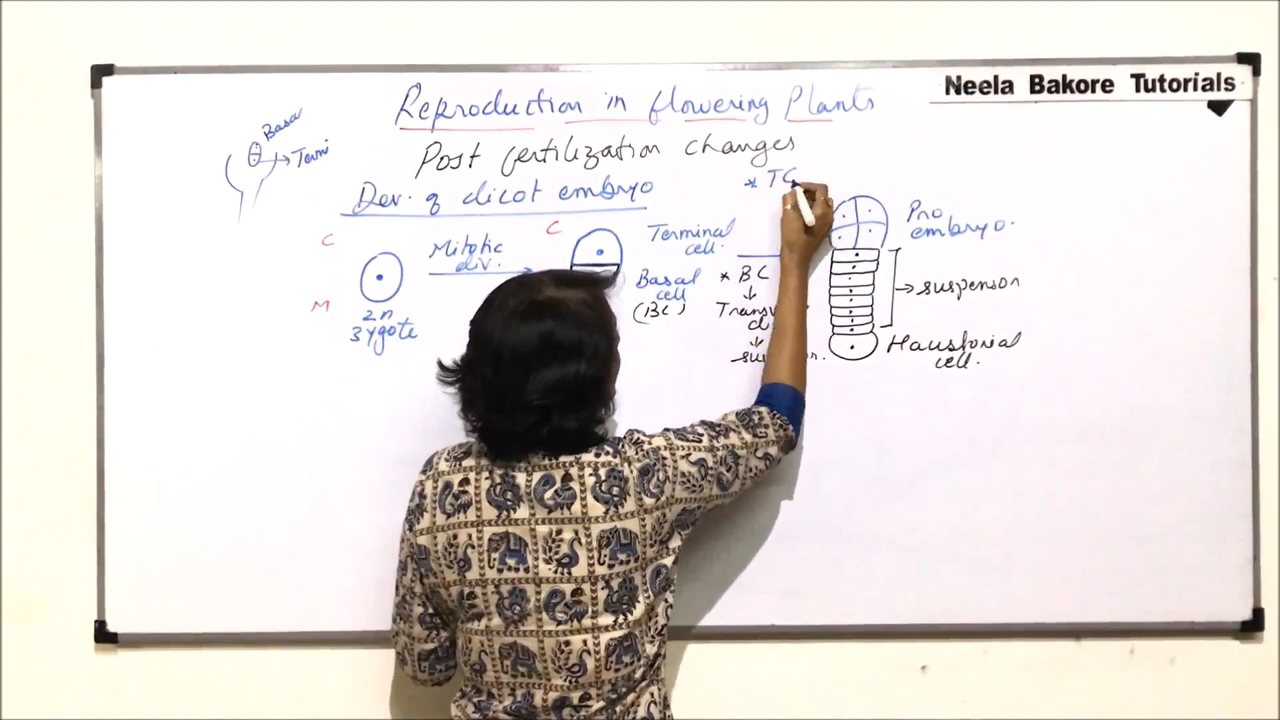 Neela Bakore Tutorials
Reproduction in flowering Plants
Post fertilization changes
Dev. of dicot embryo
Basa
Termi
C
M
2n
zygote
Mitotic
div.
C
Terminal
cell.
Basal
cell
(BC)
* TC
* BC
Pro
embryo.
suspensor
Haustorial
cell.